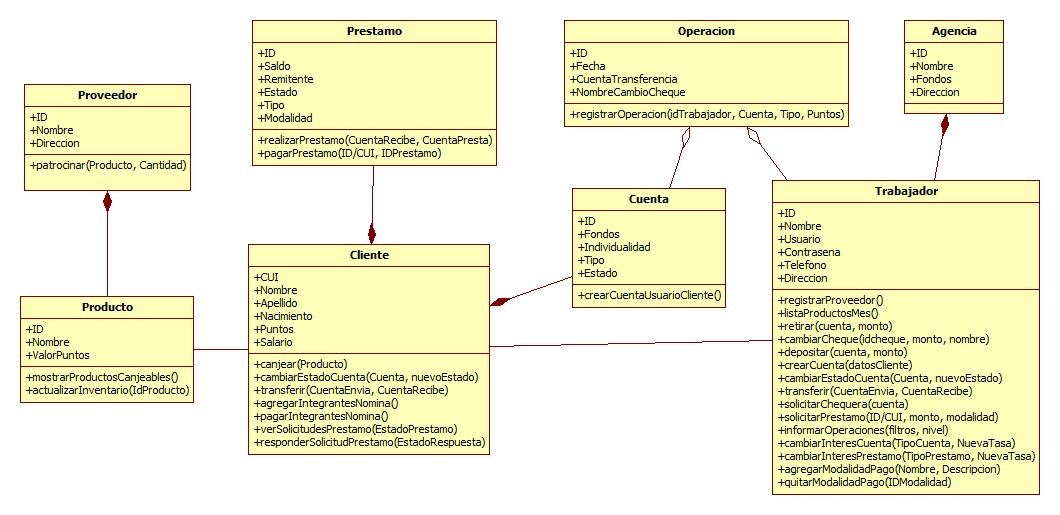 Proveedor
+ID
+Nombre
+Direccion
+patrocinar(Producto, Cantidad)
Prestamo
+ID
+Saldo
+Remitente
+Estado
+Tipo
+Modalidad
+realizarPrestamo(CuentaRecibe, CuentaPresta)
+pagarPrestamo(ID/CUI, IDPrestamo)
Operacion
+ID
+Fecha
+CuentaTransferencia
+NombreCambioCheque
+registrarOperacion(idTrabajador, Cuenta, Tipo, Puntos)
Agencia
+ID
+Nombre
+Fondos
+Direccion
Producto
+ID
+Nombre
+ValorPuntos
+mostrarProductosCanjeables()
+actualizarInventario(IdProducto)
Cliente
+CUI
+Nombre
+Apellido
+Nacimiento
+Puntos
+Salario
+canjear(Producto)
+cambiarEstadoCuenta(Cuenta, nuevoEstado)
+transferir(CuentaEnvia, CuentaRecibe)
+agregarIntegrantesNomina()
+pagarIntegrantesNomina()
+verSolicitudesPrestamo(EstadoPrestamo)
+responderSolicitudPrestamo(EstadoRespuesta)
Cuenta
+ID
+Fondos
+Individualidad
+Tipo
+Estado
+crearCuentaUsuarioCliente()
Trabajador
+ID
+Nombre
+Usuario
+Contrasena
+Telefono
+Direccion
+registrarProveedor()
+listaProductosMes()
+retirar(cuenta, monto)
+cambiarCheque(idcheque, monto, nombre)
+depositar(cuenta, monto)
+crearCuenta(datosCliente)
+cambiarEstadoCuenta(Cuenta, nuevoEstado)
+transferir(CuentaEnvia, CuentaRecibe)
+solicitarChequera(cuenta)
+solicitarPrestamo(ID/CUI, monto, modalidad)
+informarOperaciones(filtros, nivel)
+cambiarInteresCuenta(TipoCuenta, NuevaTasa)
+cambiarInteresPrestamo(TipoPrestamo, NuevaTasa)
+agregarModalidadPago(Nombre, Descripcion)
+quitarModalidadPago(IDModalidad)